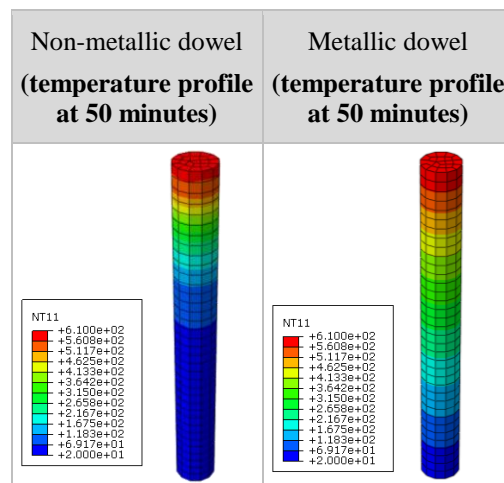 Non-metallic dowel
(temperature profile
at 50 minutes)
Metallic dowel
(temperature profile
at 50 minutes)
NT11
+6.100e+02
+5.608e+02
+5.117e+02
+4.625e+02
+4.133e+02
+3.642e+02
+3.150e+02
+2.658e+02
+2.167e+02
+1.675e+02
+1.183e+02
+6.917e+01
+2.000e+01
NT11
+6.100e+02
+5.608e+02
+5.117e+02
+4.625e+02
+4.133e+02
+3.642e+02
+3.150e+02
+2.658e+02
+2.167e+02
+1.675e+02
+1.183e+02
+6.917e+01
+2.000e+01